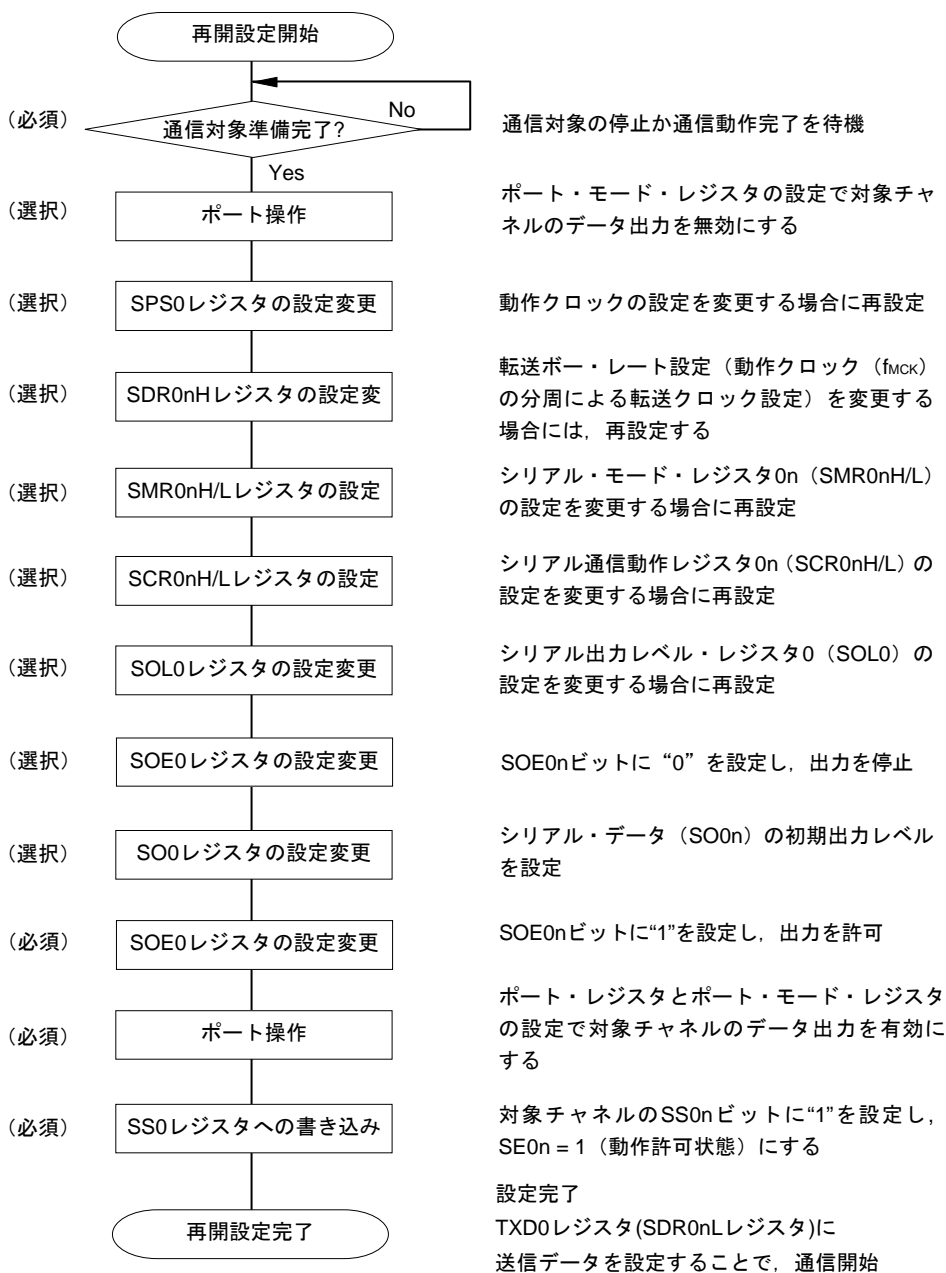 再開設定開始
（必須）
通信対象準備完了?
No
通信対象の停止か通信動作完了を待機
Yes
（選択）
ポート操作
ポート・モード・レジスタの設定で対象チャ
ネルのデータ出力を無効にする
（選択）
SPS0レジスタの設定変更
動作クロックの設定を変更する場合に再設定
（選択）
SDR0nHレジスタの設定変
転送ボー・レート設定（動作クロック（fMCK）
の分周による転送クロック設定）を変更する
場合には，再設定する
（選択）
SMR0nH/Lレジスタの設定
シリアル・モード・レジスタ0n（SMR0nH/L）
の設定を変更する場合に再設定
（選択）
SCR0nH/Lレジスタの設定
シリアル通信動作レジスタ0n（SCR0nH/L）の
設定を変更する場合に再設定
（選択）
SOL0レジスタの設定変更
シリアル出力レベル・レジスタ0（SOL0）の
設定を変更する場合に再設定
（選択）
SOE0レジスタの設定変更
SOE0nビットに“0”を設定し，出力を停止
（選択）
SO0レジスタの設定変更
シリアル・データ（SO0n）の初期出力レベル
を設定
（必須）
SOE0レジスタの設定変更
SOE0nビットに“1”を設定し，出力を許可
（必須）
ポート操作
ポート・レジスタとポート・モード・レジスタ
の設定で対象チャネルのデータ出力を有効に
する
（必須）
SS0レジスタへの書き込み
対象チャネルのSS0nビットに“1”を設定し，
SE0n = 1（動作許可状態）にする
再開設定完了
設定完了
TXD0レジスタ(SDR0nLレジスタ)に
送信データを設定することで，通信開始